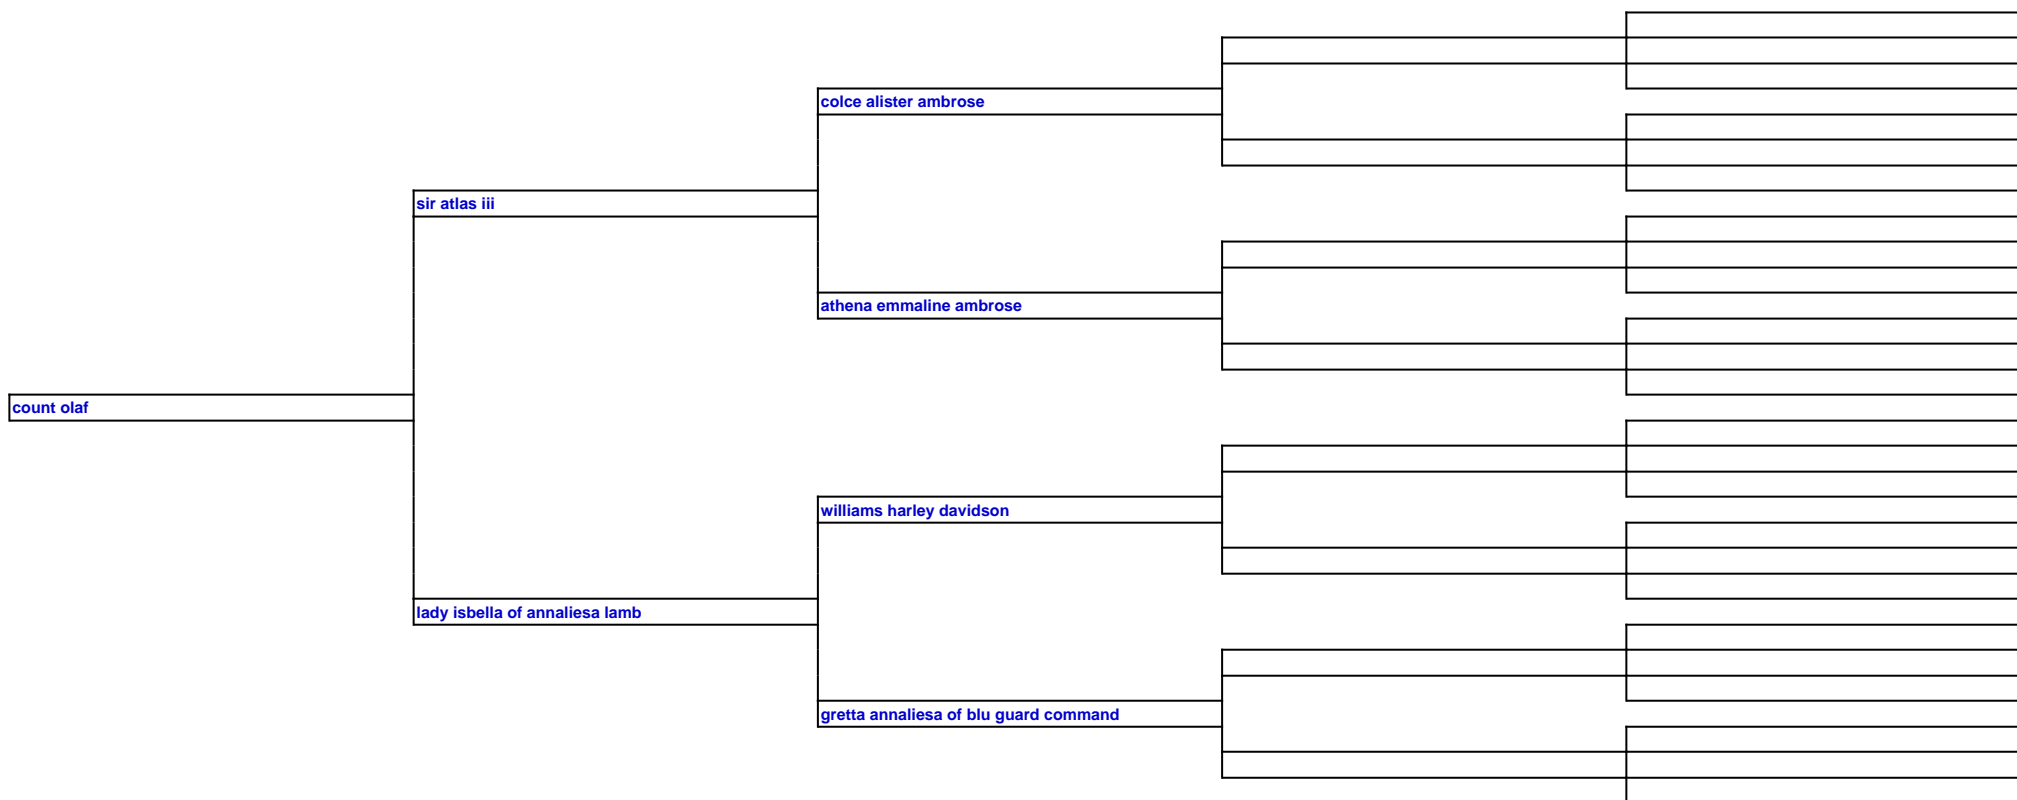 colce alister ambrose
sir atlas iii
athena emmaline ambrose
count olaf
williams harley davidson
lady isbella of annaliesa lamb
gretta annaliesa of blu guard command